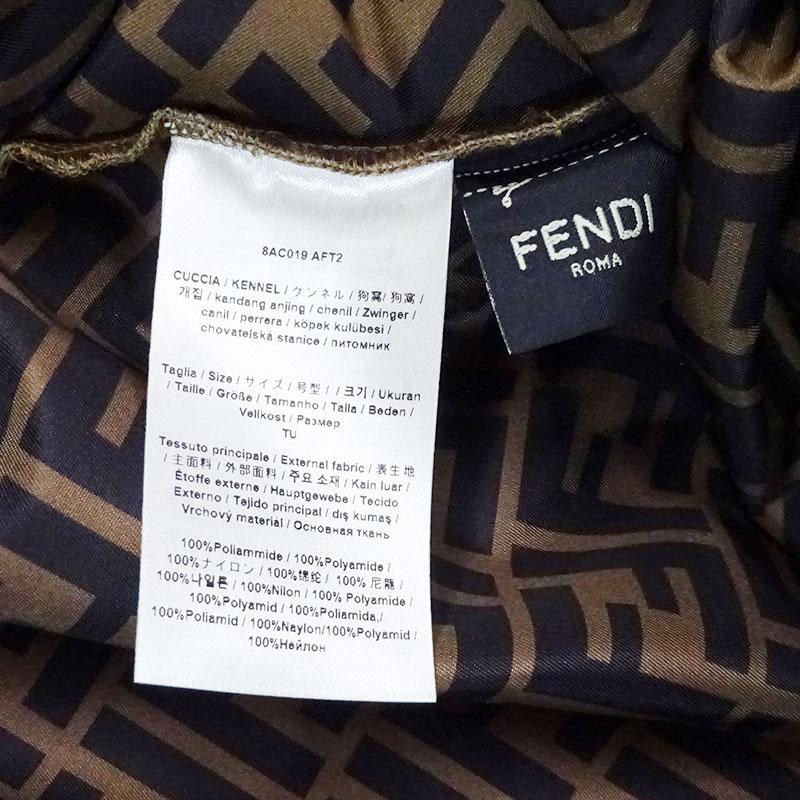 8AC019 AFT2
CUCCIA / KENNEL / ケンネル / 狗窝/ 狗窩 /
개집 / kandang anjing / chenil / Zwinger /
canil / perrera / köpek kulübesi /
chovatelská stanice / питомник
Taglia / Size / サイズ / 号型 / / 크기 / Ukuran
/ Taille / Größe / Tamanho / Talla / Beden /
Velikost / Размер
TU
Tessuto principale / External fabric / 表生地
/ 主面料 / 外部面料 / 주요 소재 / Kain luar /
Étoffe externe / Hauptgewebe / Tecido
Externo / Tejido principal / dış kumaş /
Vrchový materiál / Основная ткань
100%Poliammide / 100%Polyamide /
100%ナイロン / 100%锦纶 / 100% 尼龍 /
100%나일론 / 100%Nilon / 100% Polyamide /
100%Polyamid / 100%Poliamida,/
100%Poliamid / 100%Naylon/100%Polyamid /
100%Нейлон
FENDI
ROMA